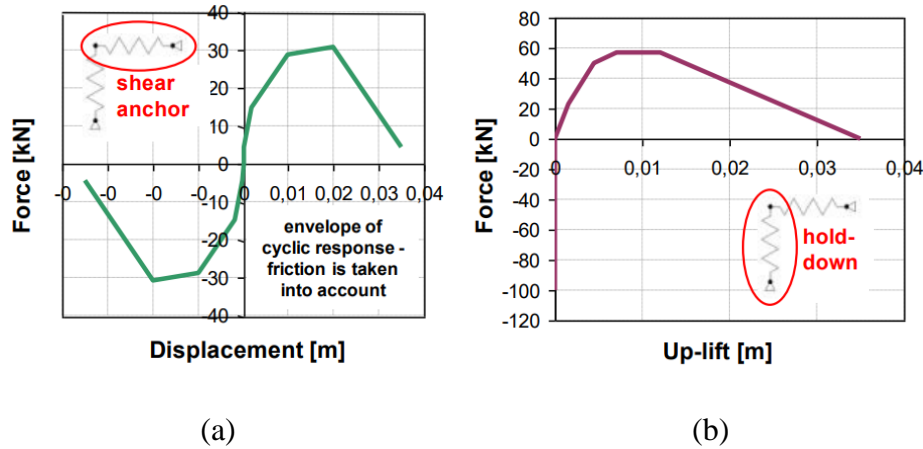 40
30
20
10
0
-10
-20
-30
-40
-0 -0 -0 -0 0 0,01 0,02 0,03 0,04
Force [kN]
shear
anchor
envelope of
cyclic response -
friction is taken
into account
Displacement [m]
(a)
80
60
40
20
0
-20
-40
-60
-80
-100
-120
0 0,01 0,02 0,03 0,04
Force [kN]
hold-
down
Up-lift [m]
(b)